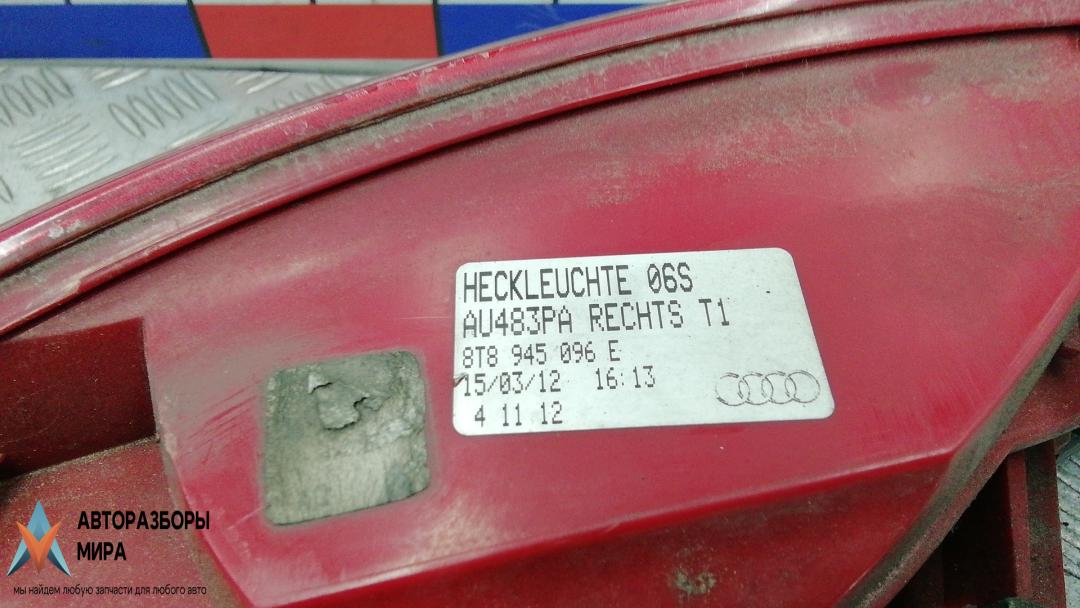 HECKLEUCHTE 06S
AU483PA RECHTS T1
8T8 945 096 E
15/03/12 16:13
4 11 12
АВТОРАЗБОРЫ
МИРА
мы найдем любую запчасти для любого авто